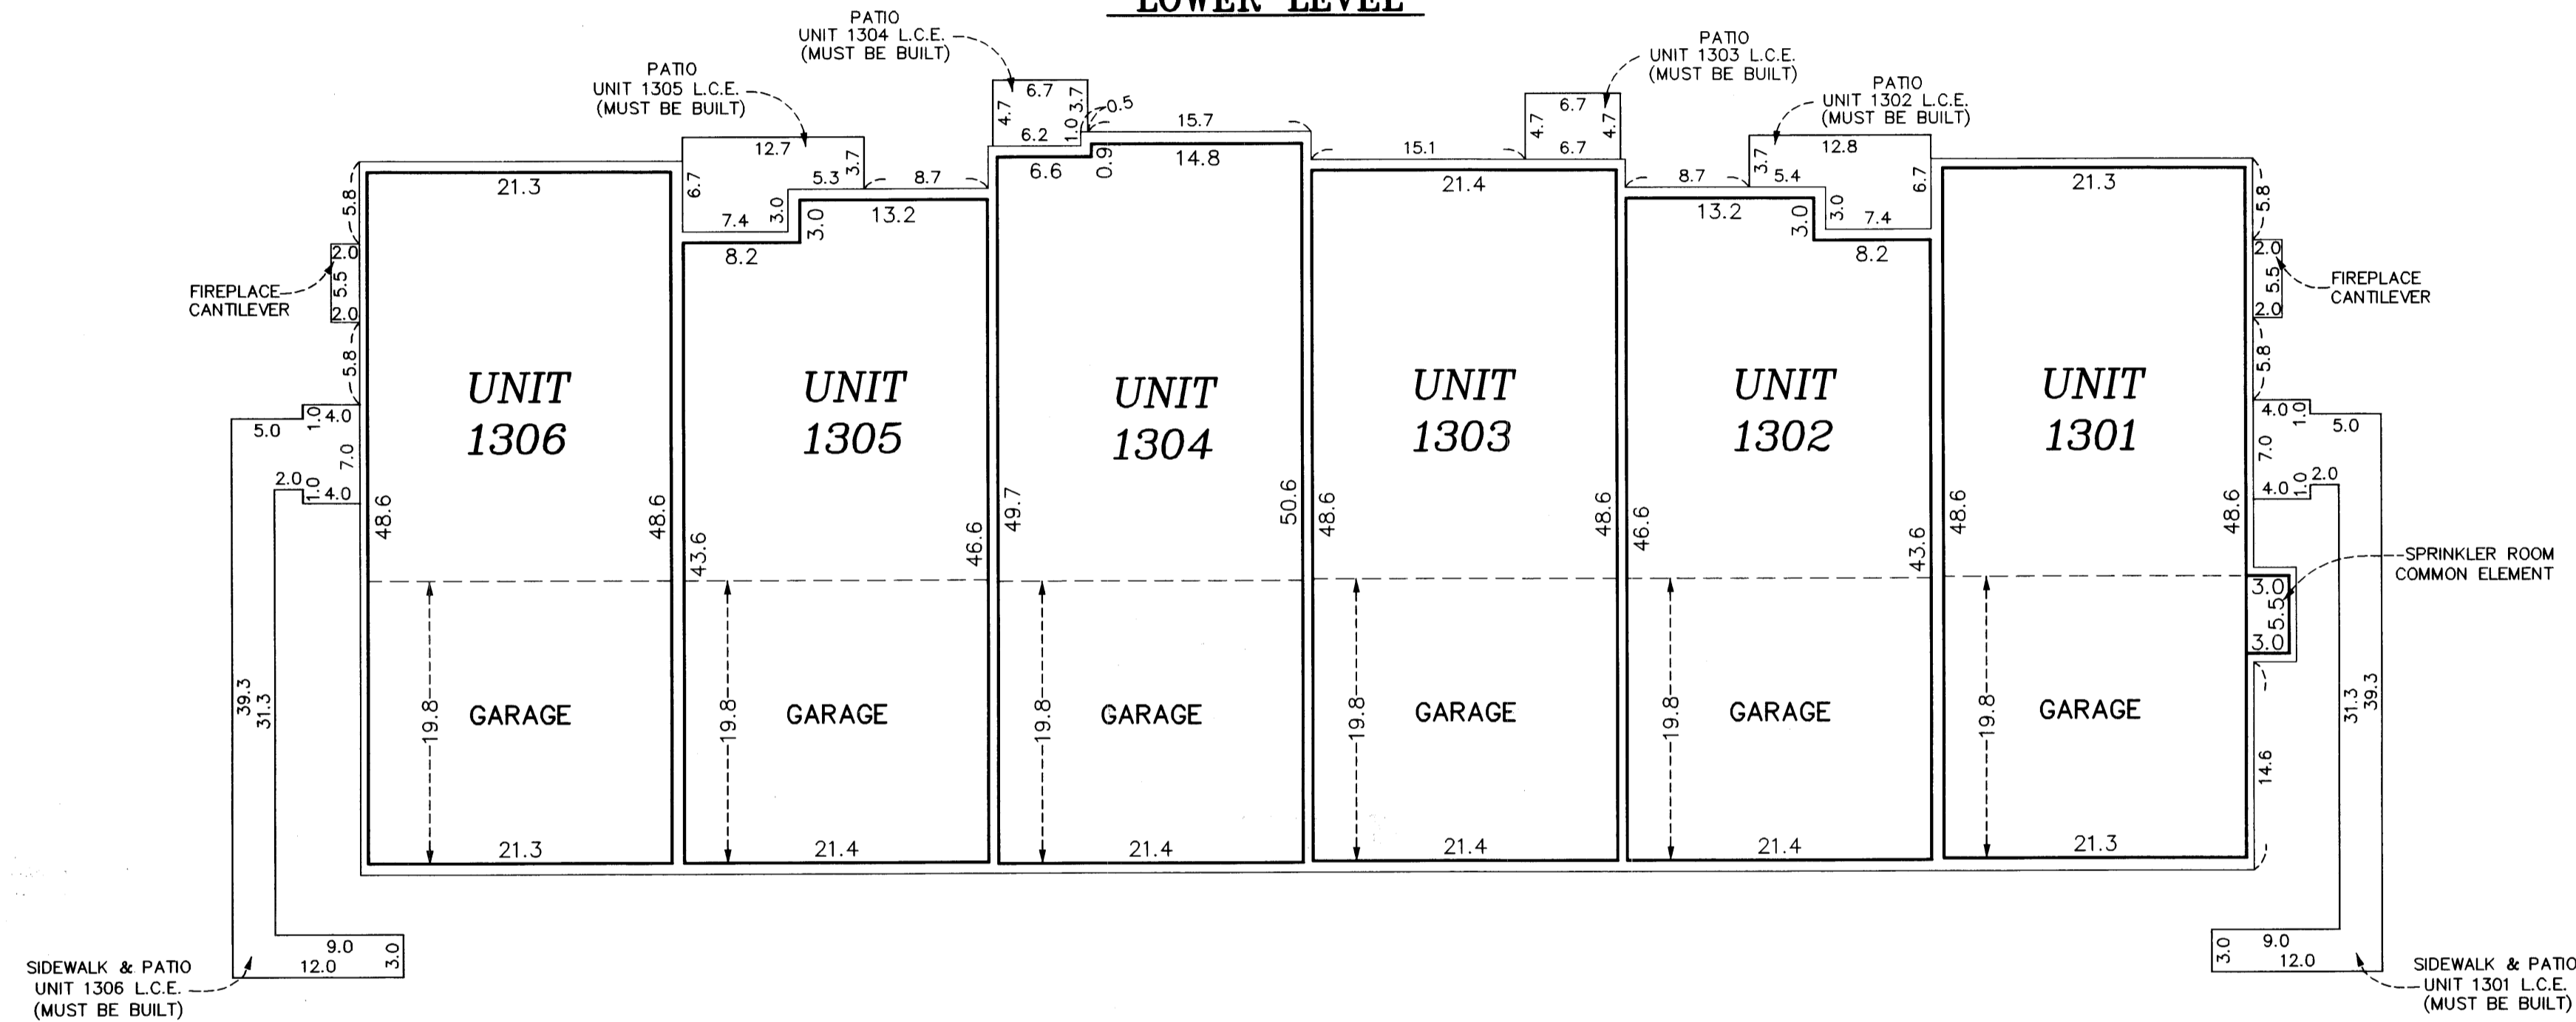 LOWER LEVEL
PATIO
UNIT 1304 L.C.E.
(MUST BE BUILT)
PATIO
UNIT 1303 L.C.E.
(MUST BE BUILT)
PATIO
UNIT 1305 L.C.E.
(MUST BE BUILT)
PATIO
UNIT 1302 L.C.E.
(MUST BE BUILT)
6.7
4.7
3.7
6.2
1.0
0.5
15.7
6.7
4.7
4.7
6.7
15.1
12.7
3.7
6.7
5.3
8.7
7.4
3.0
12.8
3.7
8.7
5.4
6.7
3.0
7.4
21.3
8.2
3.0
13.2
6.6
0.9
14.8
21.4
13.2
3.0
8.2
21.3
5.8
2.0
5.5
2.0
5.8
FIREPLACE
CANTILEVER
5.8
2.0
5.5
2.0
5.8
FIREPLACE
CANTILEVER
UNIT
1306
UNIT
1305
UNIT
1304
UNIT
1303
UNIT
1302
UNIT
1301
5.0
1.0
4.0
7.0
2.0
1.0
4.0
4.0
1.0
5.0
7.0
2.0
4.0
1.0
48.6
48.6
43.6
46.6
49.7
50.6
48.6
48.6
46.6
43.6
48.6
48.6
SPRINKLER ROOM
COMMON ELEMENT
3.0
5.5
3.0
39.3
31.3
19.8
GARAGE
19.8
GARAGE
19.8
GARAGE
19.8
GARAGE
19.8
GARAGE
19.8
GARAGE
14.6
31.3
39.3
21.3
21.4
21.4
21.4
21.4
21.3
9.0
12.0
3.0
SIDEWALK & PATIO
UNIT 1306 L.C.E.
(MUST BE BUILT)
3.0
9.0
12.0
SIDEWALK & PATIO
UNIT 1301 L.C.E.
(MUST BE BUILT)